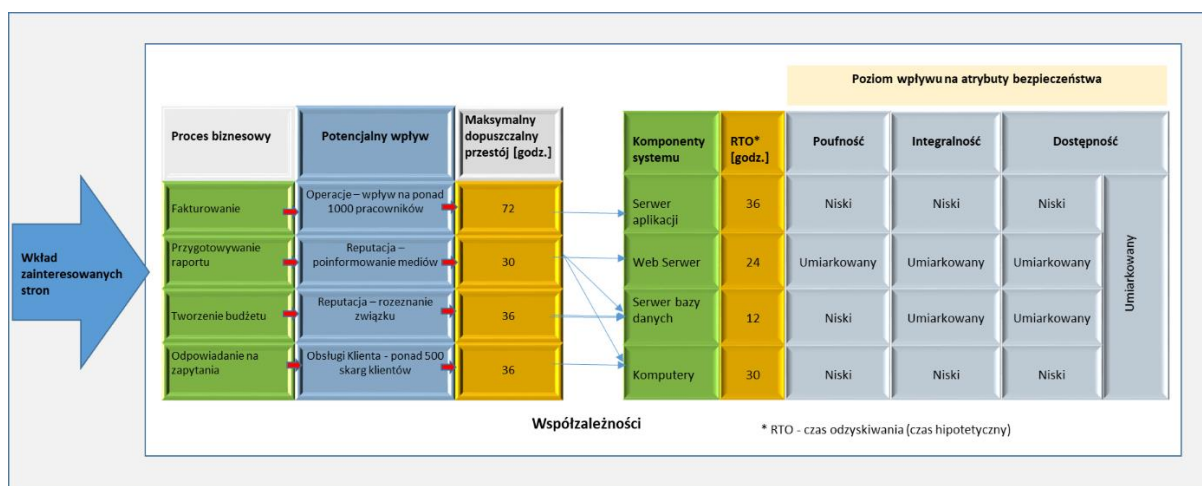 Wkład
zainteresowanych
stron
Proces biznesowy
Potencjalny wpływ
Maksymalny
dopuszczalny
przestój [godz.]
Fakturowanie
Operacje – wpływ na ponad
1000 pracowników
72
Przygotowywanie
raportu
Reputacja –
poinformowanie mediów
30
Tworzenie budżetu
Reputacja – rozeznanie
związku
36
Odpowiadanie na
zapytania
Obsługi Klienta - ponad 500
skarg klientów
36
Poziom wpływu na atrybuty bezpieczeństwa
Komponenty
systemu
RTO*
[godz.]
Poufność
Integralność
Dostępność
Serwer
aplikacji
36
Niski
Niski
Niski
Web Serwer
24
Umiarkowany
Umiarkowany
Umiarkowany
Serwer bazy
danych
12
Niski
Umiarkowany
Umiarkowany
Komputery
30
Niski
Niski
Niski
Umiarkowany
Współzależności
* RTO - czas odzyskiwania (czas hipotetyczny)